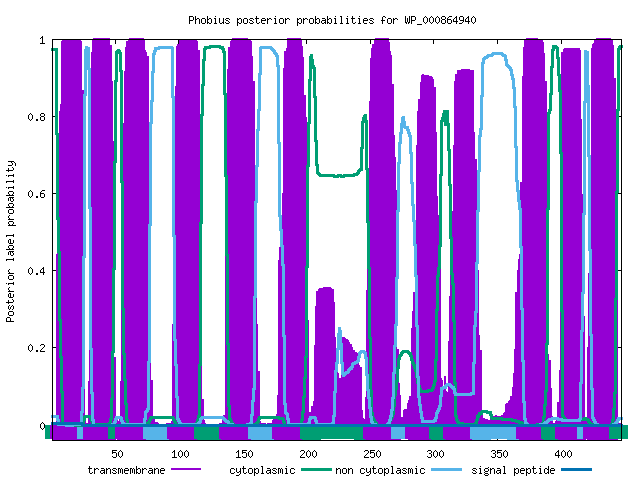 Phobius posterior probabilities for WP_000864940
Posterior label probability
1
0.8
0.6
0.4
0.2
0
50 100 150 200 250 300 350 400
transmembrane cytoplasmic non cytoplasmic signal peptide